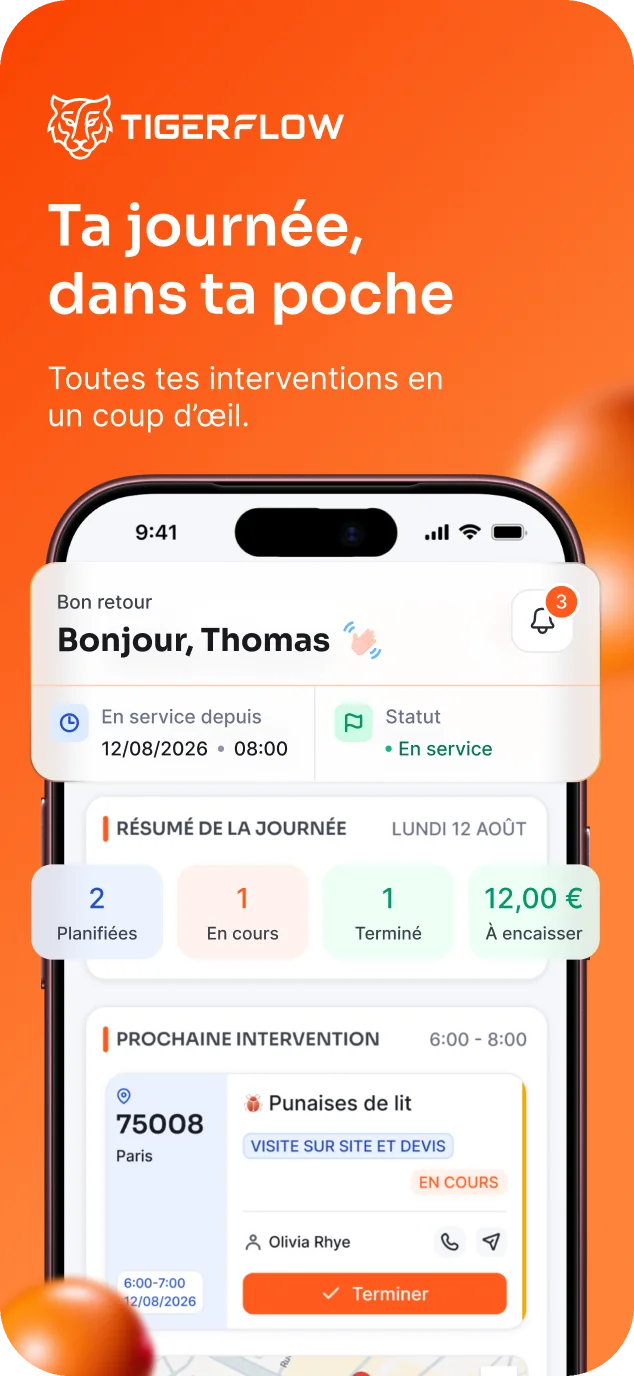 TIGERFLOW
Ta journée,
dans ta poche
Toutes tes interventions en
un coup d’œil.
9:41
Bon retour
Bonjour, Thomas
3
En service depuis
12/08/2026 • 08:00
Statut
• En service
RÉSUMÉ DE LA JOURNÉE
LUNDI 12 AOÛT
2
Planifiées
1
En cours
1
Terminé
12,00 €
À encaisser
PROCHAINE INTERVENTION
6:00 - 8:00
75008
Paris
Punaises de lit
VISITE SUR SITE ET DEVIS
EN COURS
Olivia Rhye
6:00-7:00
12/08/2026
Terminer